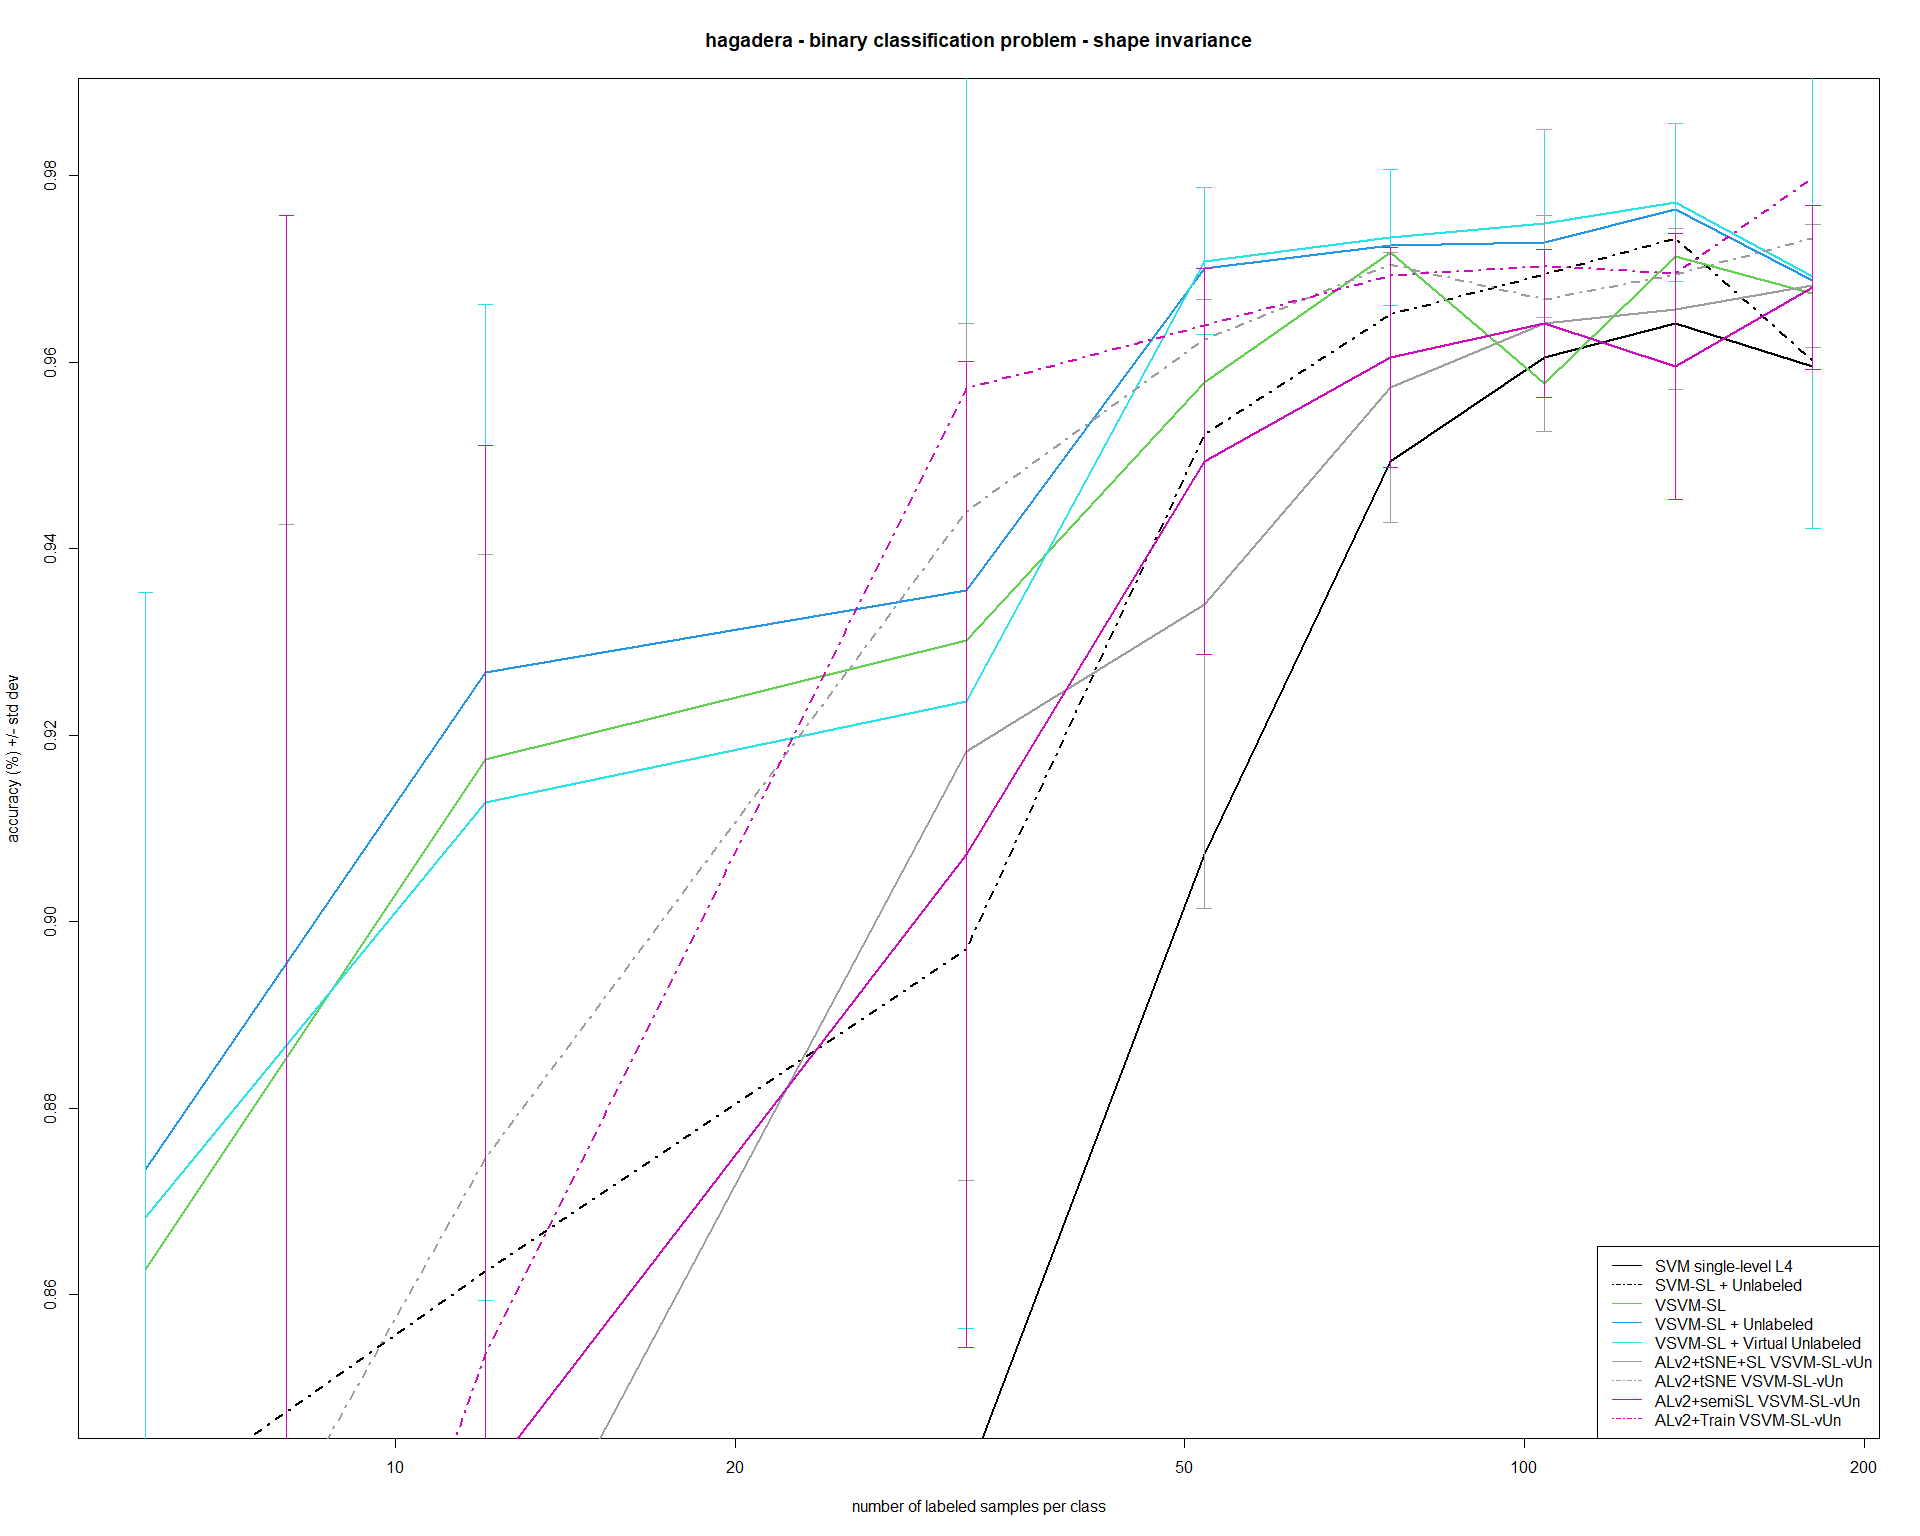 hagadera - binary classification problem - shape invariance
accuracy (%) +/- std dev
0.98
0.96
0.94
0.92
0.90
0.88
0.86
10 20 50 100 200
number of labeled samples per class
SVM single-level L4
SVM-SL + Unlabeled
VSVM-SL
VSVM-SL + Unlabeled
VSVM-SL + Virtual Unlabeled
ALv2+tSNE+SL VSVM-SL-vUn
ALv2+tSNE VSVM-SL-vUn
ALv2+semiSL VSVM-SL-vUn
ALv2+Train VSVM-SL-vUn